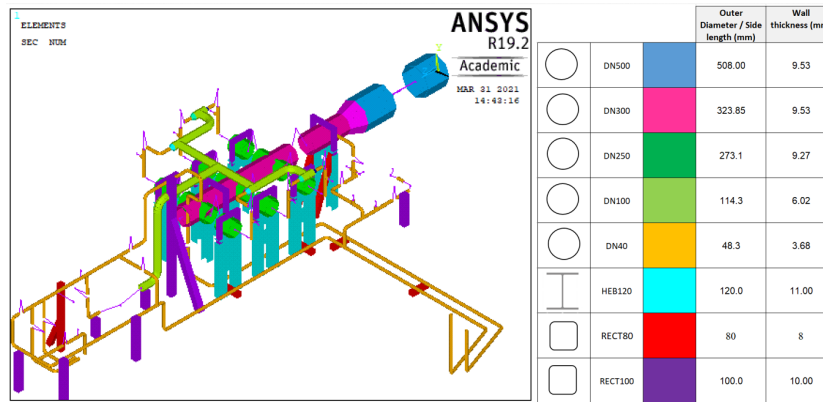 1
ELEMENTS
SEC NUM
ANSYS
R19.2
Academic
MAR 31 2021
14:43:16
Y
Outer Diameter / Side length (mm)
Wall thickness (mm
DN500 508.00 9.53
DN300 323.85 9.53
DN250 273.1 9.27
DN100 114.3 6.02
DN40 48.3 3.68
HEB120 120.0 11.00
RECT80 80 8
RECT100 100.0 10.00